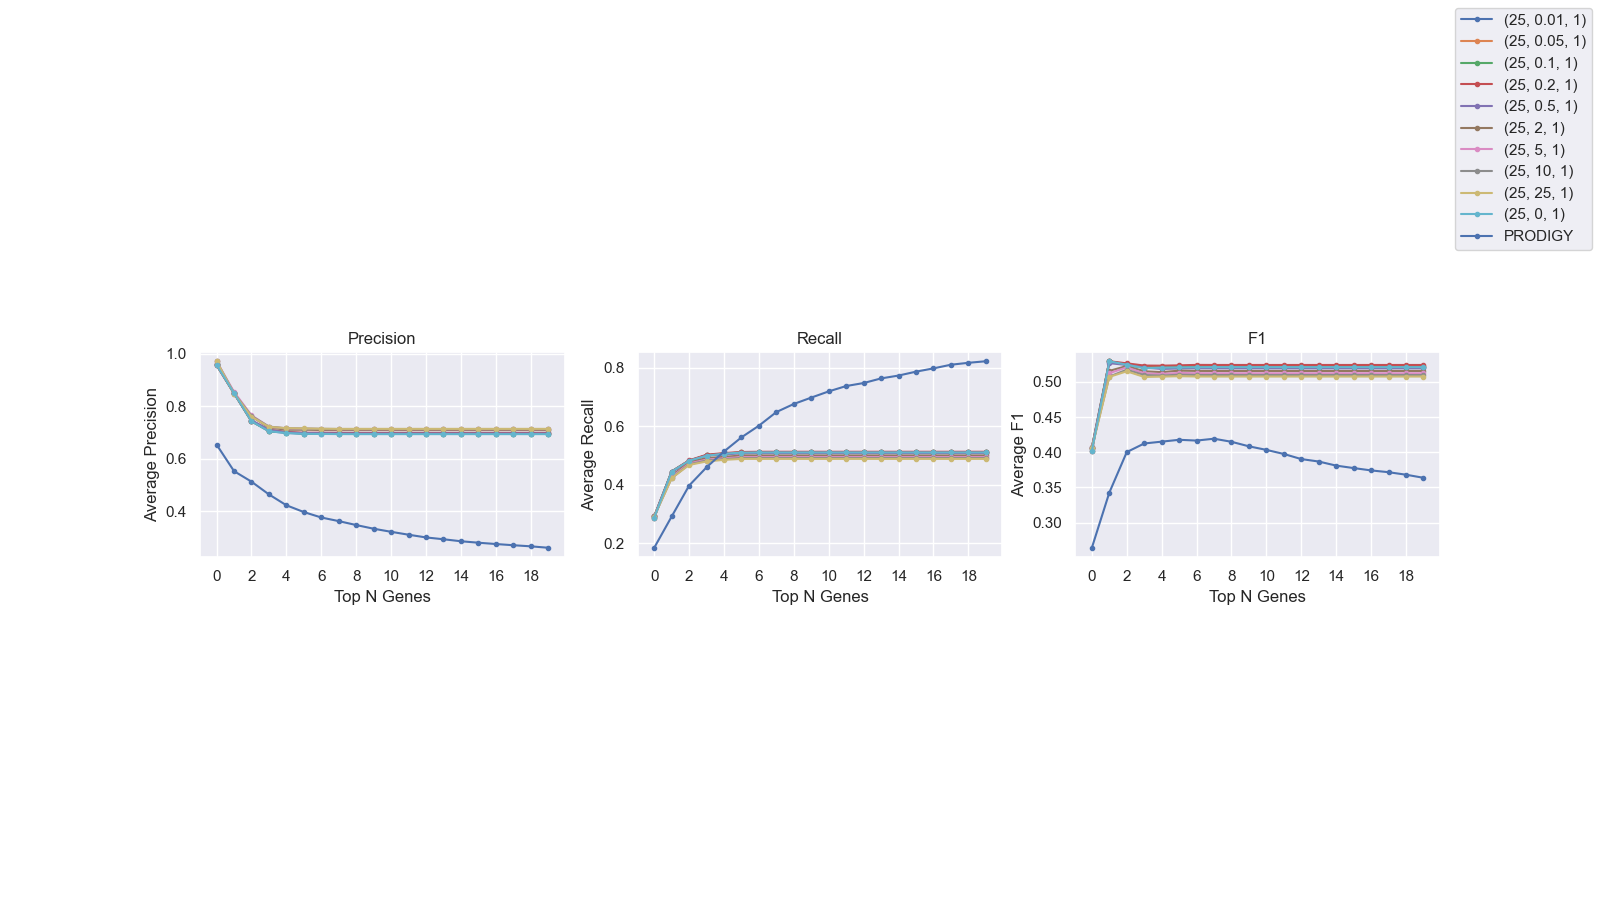 (25, 0.01, 1)
(25, 0.05, 1)
(25, 0.1, 1)
(25, 0.2, 1)
(25, 0.5, 1)
(25, 2, 1)
(25, 5, 1)
(25, 10, 1)
(25, 25, 1)
(25, 0, 1)
PRODIGY
Precision
Average Precision
1.0
0.8
0.6
0.4
0 2 4 6 8 10 12 14 16 18
Top N Genes
Recall
Average Recall
0.8
0.6
0.4
0.2
0 2 4 6 8 10 12 14 16 18
Top N Genes
F1
Average F1
0.50
0.45
0.40
0.35
0.30
0 2 4 6 8 10 12 14 16 18
Top N Genes